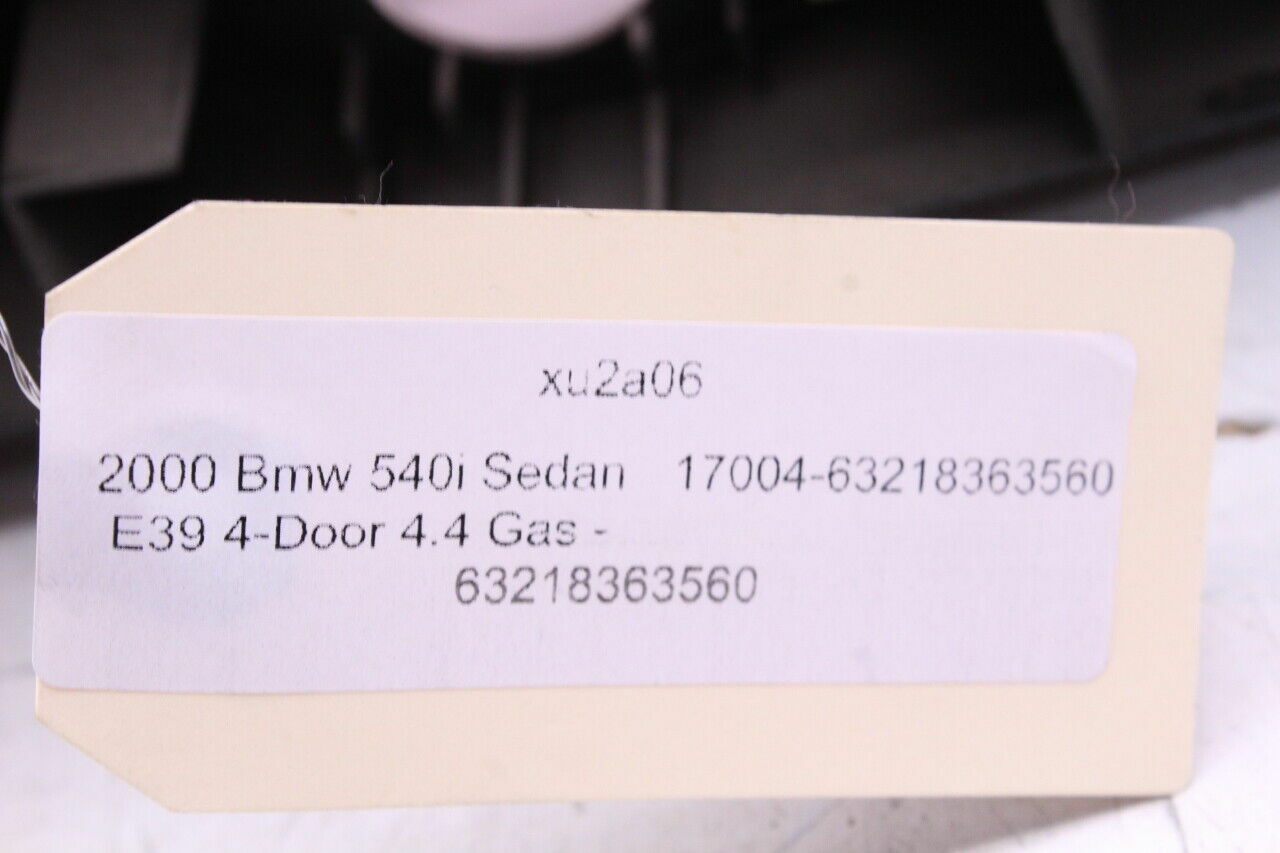 xu2a06
2000 Bmw 540i Sedan 17004-63218363560
E39 4-Door 4.4 Gas -
63218363560